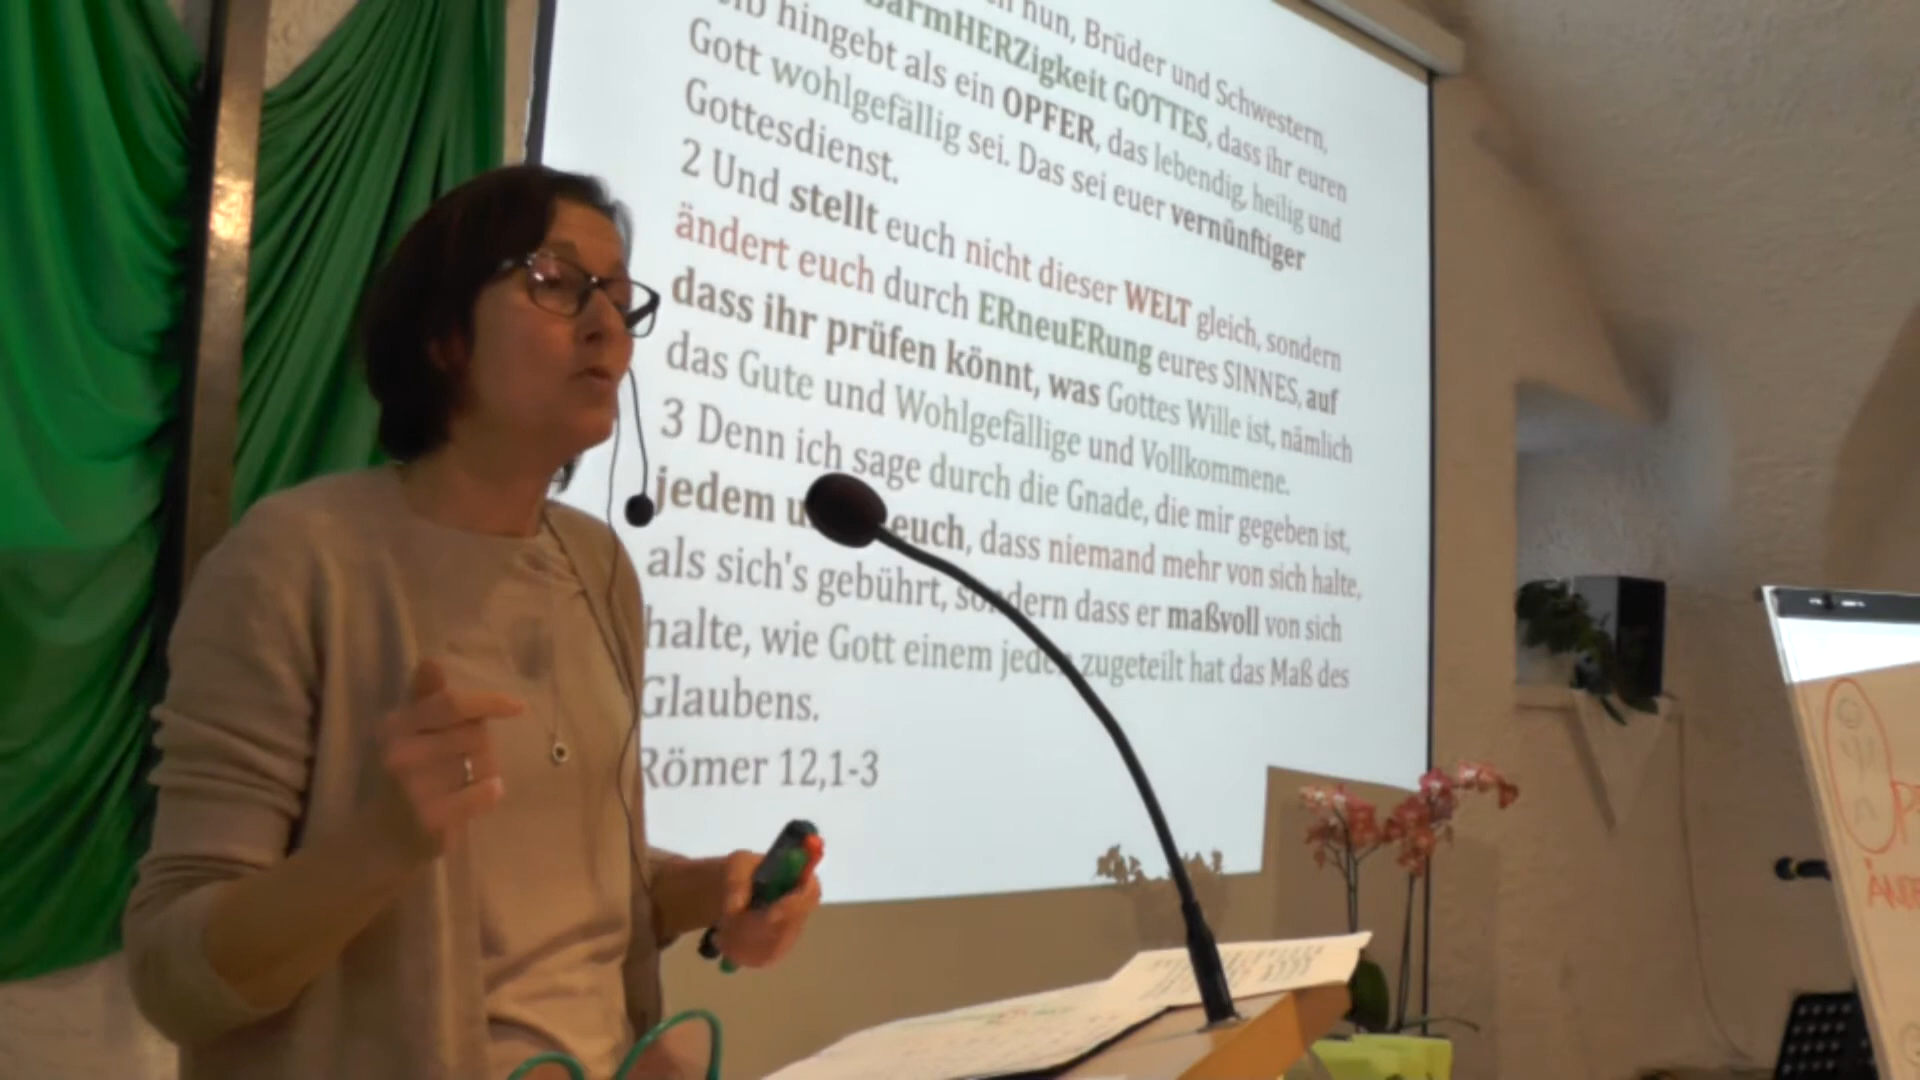 nun, Brüder und Schwestern,
BarmHERZigkeit GOTTES, dass ihr euren
hingebt als ein OPFER, das lebendig, heilig und
Gott wohlgefällig sei. Das sei euer vernünftiger
Gottesdienst.
2 Und stellt euch nicht dieser WELT gleich, sondern
ändert euch durch ERneuERung eures SINNES, auf
dass ihr prüfen könnt, was Gottes Wille ist, nämlich
das Gute und Wohlgefällige und Vollkommene.
3 Denn ich sage durch die Gnade, die mir gegeben ist,
jedem euch, dass niemand mehr von sich halte,
als sich's gebührt, sondern dass er maßvoll von sich
halte, wie Gott einem jeden zugeteilt hat das Maß des
Glaubens.
Römer 12,1-3